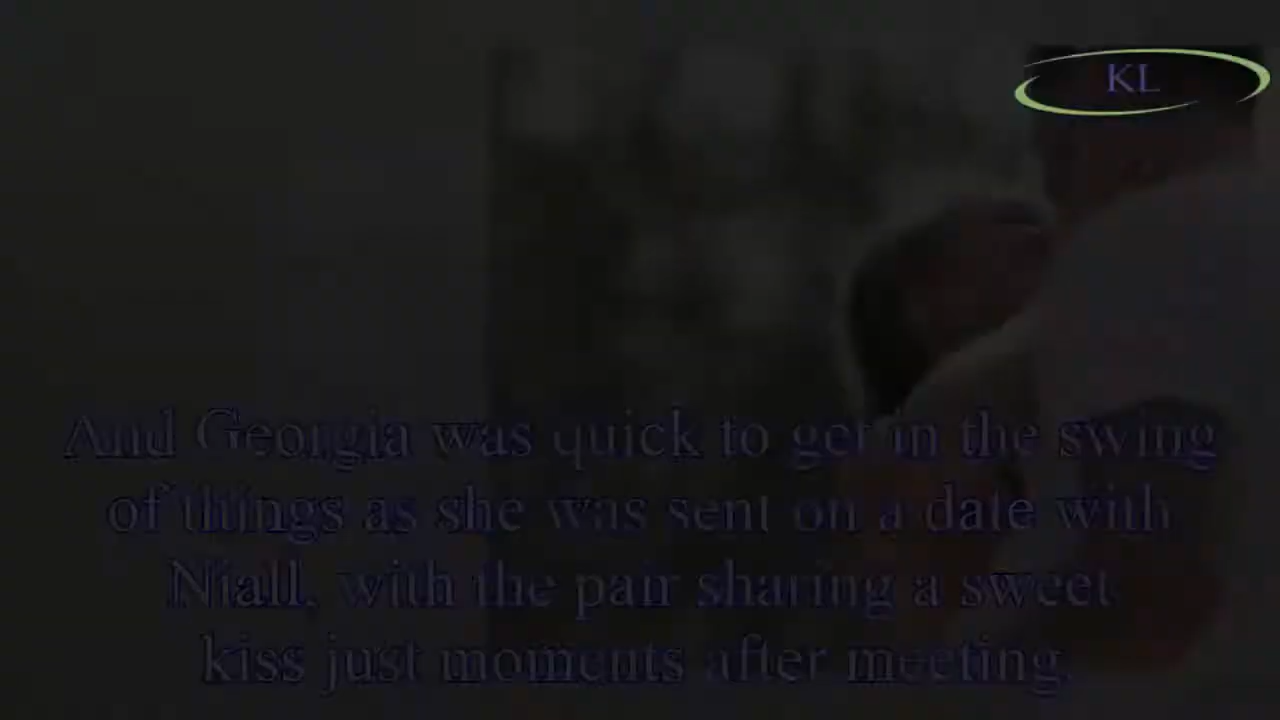 KL
And Georgia was quick to get in the swing
of things as she was sent on a date with
Niall, with the pair sharing a sweet
kiss just moments after meeting.